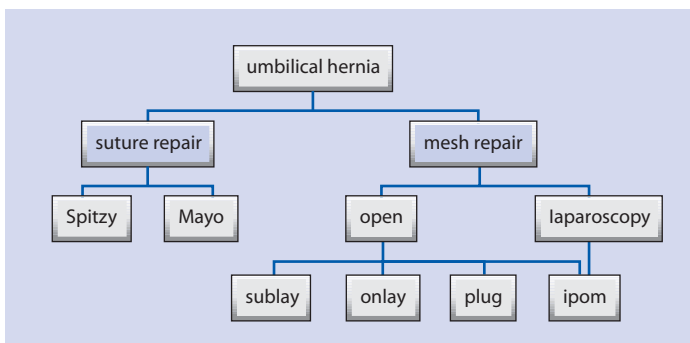 umbilical hernia
suture repair
mesh repair
Spitzy
Mayo
open
laparoscopy
sublay
onlay
plug
ipom